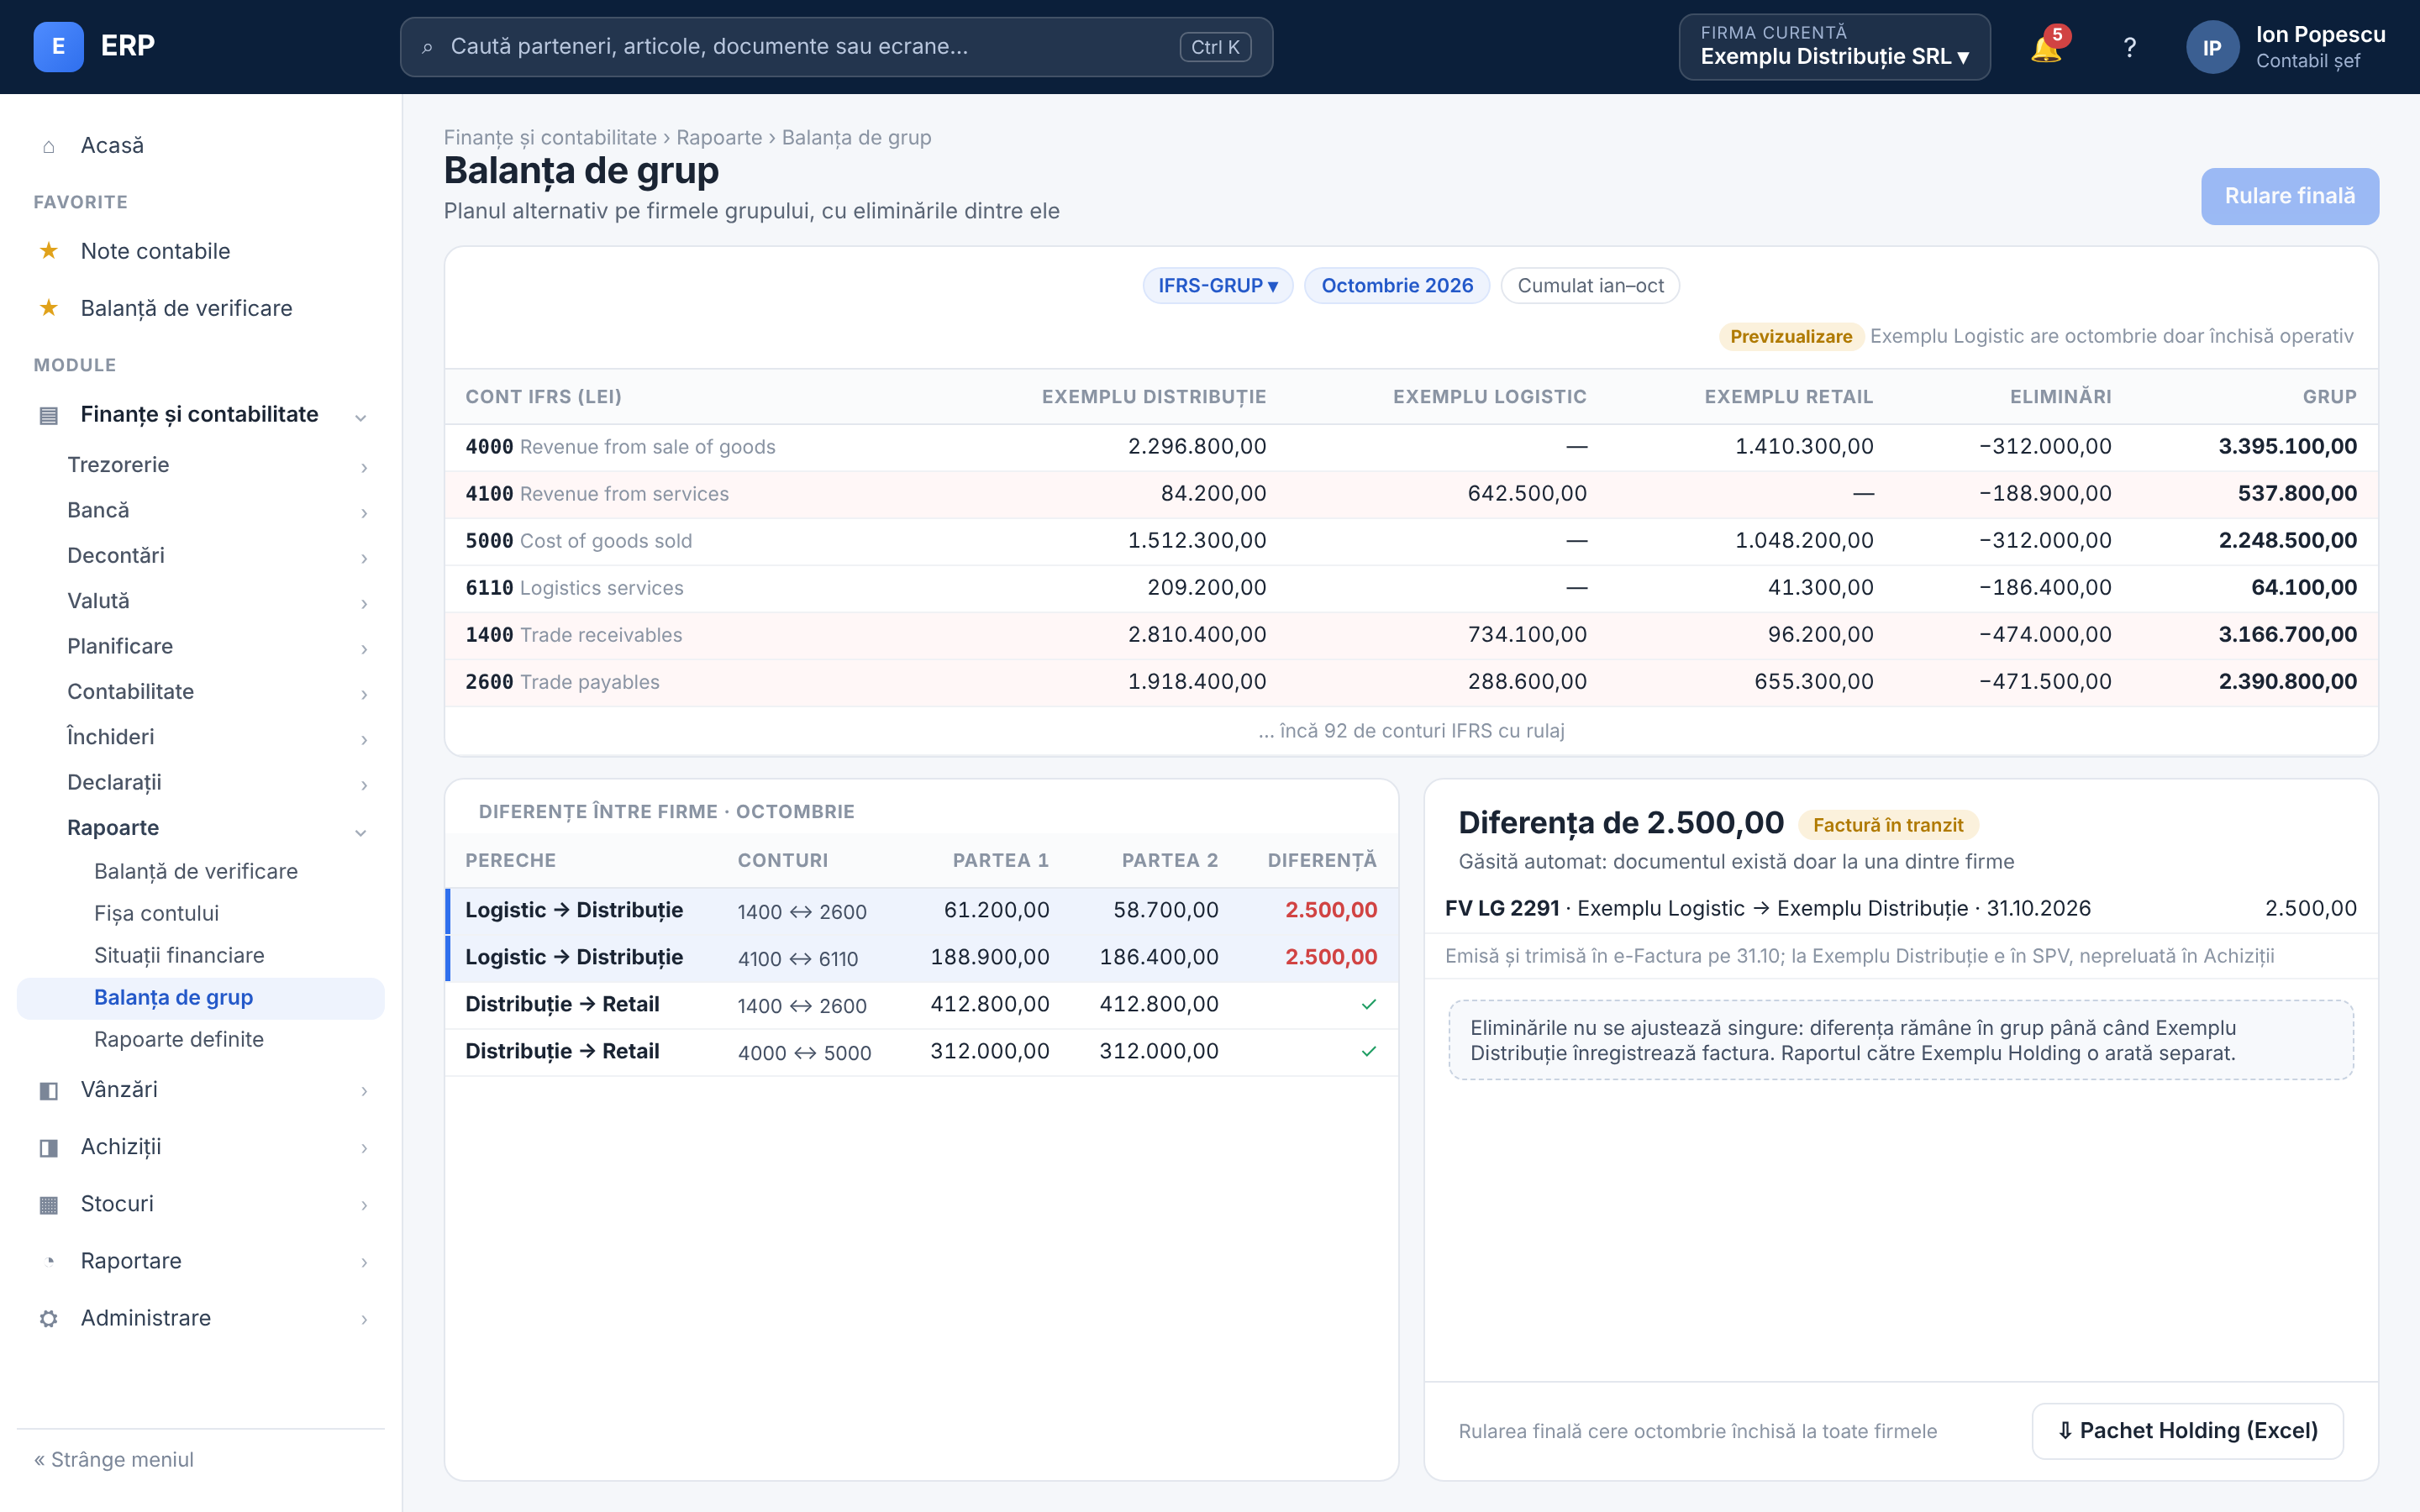 E ERP
Caută parteneri, articole, documente sau ecrane... Ctrl K
FIRMA CURENTĂ
Exemplu Distribuție SRL ▾
5
?
IP
Ion Popescu
Contabil șef
Acasă
FAVORITE
★ Note contabile
★ Balanță de verificare
MODULE
Finanțe și contabilitate
Trezorerie ›
Bancă ›
Decontări ›
Valută ›
Planificare ›
Contabilitate ›
Închideri ›
Declarații ›
Rapoarte
Balanță de verificare
Fișa contului
Situații financiare
Balanța de grup
Rapoarte definite
Vânzări ›
Achiziții ›
Stocuri ›
Raportare ›
Administrare ›
« Strânge meniul
Finanțe și contabilitate › Rapoarte › Balanța de grup
Balanța de grup
Planul alternativ pe firmele grupului, cu eliminările dintre ele
Rulare finală
IFRS-GRUP ▾ Octombrie 2026 Cumulat ian–oct
Previzualizare Exemplu Logistic are octombrie doar închisă operativ
CONT IFRS (LEI) EXEMPLU DISTRIBUȚIE EXEMPLU LOGISTIC EXEMPLU RETAIL ELIMINĂRI GRUP
4000 Revenue from sale of goods 2.296.800,00 — 1.410.300,00 −312.000,00 3.395.100,00
4100 Revenue from services 84.200,00 642.500,00 — −188.900,00 537.800,00
5000 Cost of goods sold 1.512.300,00 — 1.048.200,00 −312.000,00 2.248.500,00
6110 Logistics services 209.200,00 — 41.300,00 −186.400,00 64.100,00
1400 Trade receivables 2.810.400,00 734.100,00 96.200,00 −474.000,00 3.166.700,00
2600 Trade payables 1.918.400,00 288.600,00 655.300,00 −471.500,00 2.390.800,00
... încă 92 de conturi IFRS cu rulaj
DIFERENȚE ÎNTRE FIRME · OCTOMBRIE
PERECHE CONTURI PARTEA 1 PARTEA 2 DIFERENȚĂ
Logistic → Distribuție 1400 ↔ 2600 61.200,00 58.700,00 2.500,00
Logistic → Distribuție 4100 ↔ 6110 188.900,00 186.400,00 2.500,00
Distribuție → Retail 1400 ↔ 2600 412.800,00 412.800,00 ✓
Distribuție → Retail 4000 ↔ 5000 312.000,00 312.000,00 ✓
Diferența de 2.500,00 Factură în tranzit
Găsită automat: documentul există doar la una dintre firme
FV LG 2291 · Exemplu Logistic → Exemplu Distribuție · 31.10.2026 2.500,00
Emisă și trimisă în e-Factura pe 31.10; la Exemplu Distribuție e în SPV, nepreluată în Achiziții
Eliminările nu se ajustează singure: diferența rămâne în grup până când Exemplu
Distribuție înregistrează factura. Raportul către Exemplu Holding o arată separat.
Rularea finală cere octombrie închisă la toate firmele
⇩ Pachet Holding (Excel)